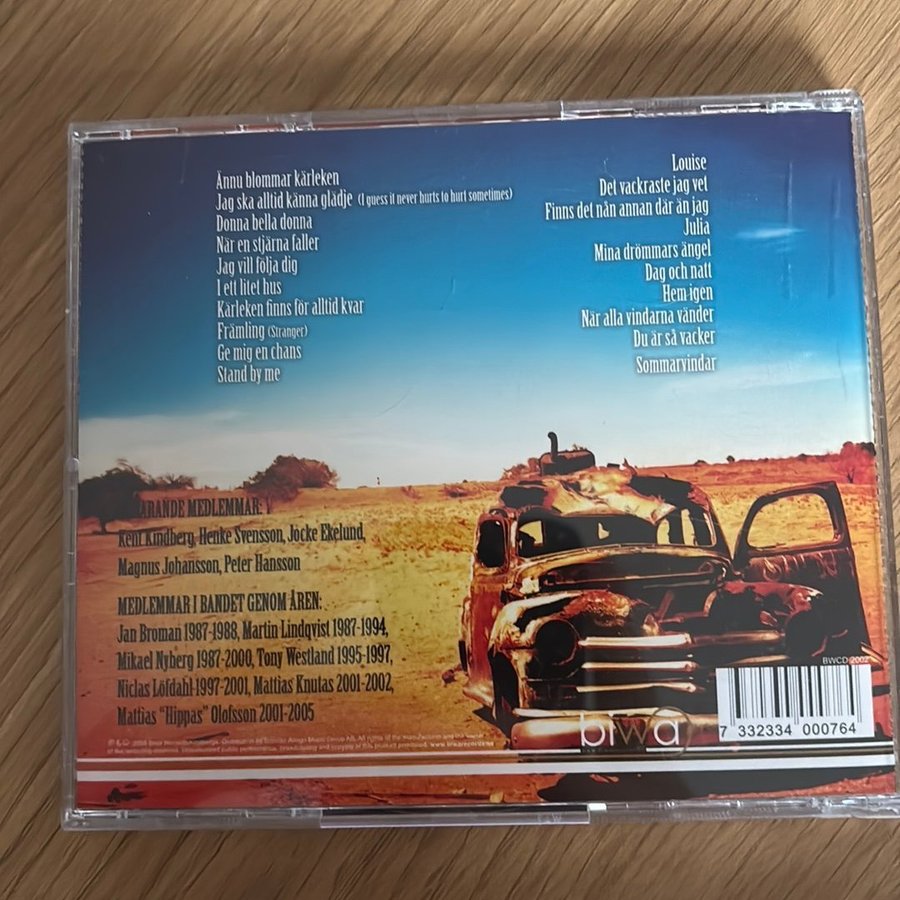 Ännu blommar kärleken
Jag ska alltid känna glädje (I guess it never hurts to hurt sometimes)
Donna bella donna
När en stjärna faller
Jag vill följa dig
I ett litet hus
Kärleken finns för alltid kvar
Främling (Stranger)
Ge mig en chans
Stand by me
Louise
Det vackraste jag vet
Finns det nån annan där än jag
Julia
Mina drömmars ängel
Dag och natt
Hem igen
När alla vindarna vänder
Du är så vacker
Sommarvindar
MEDLEMMAR:
Kent Kindberg, Henke Svensson, Jocke Ekelund,
Magnus Johansson, Peter Hansson
MEDLEMMAR I BANDET GENOM ÅREN:
Jan Broman 1987-1988, Martin Lindqvist 1987-1994,
Mikael Nyberg 1987-2000, Tony Westland 1995-1997,
Niclas Löfdahl 1997-2001, Mattias Knutas 2001-2002,
Mattias "Hippas" Olofsson 2001-2005
BWCD 2002
biwa
7 332334 000764